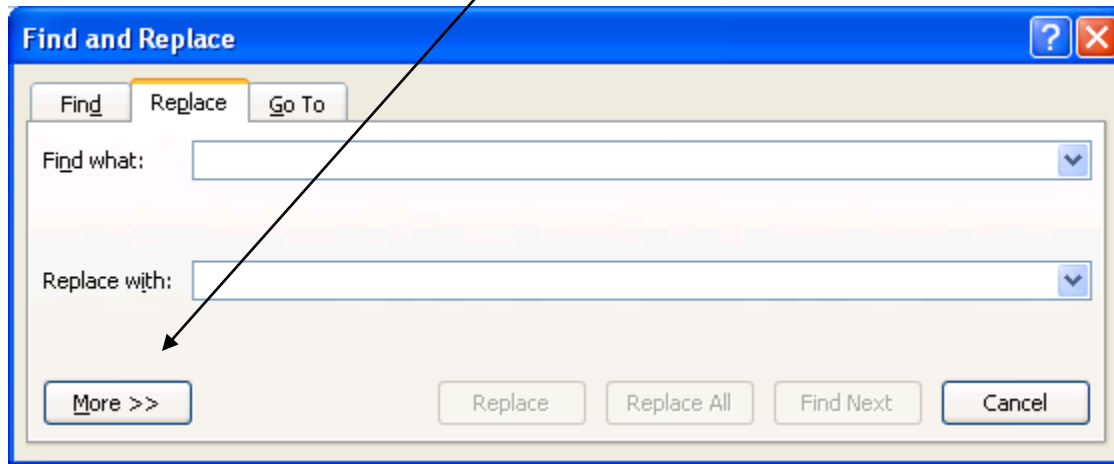 Find and Replace
Find Replace Go To
Find what:
Replace with:
More >> Replace Replace All Find Next Cancel